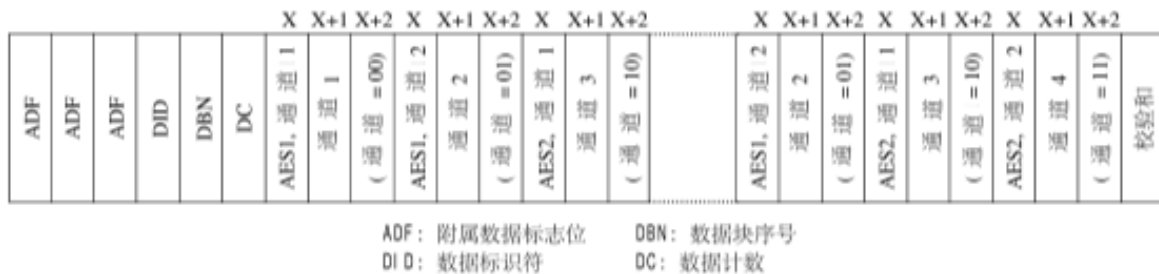 X X+1 X+2 X X+1 X+2 X X+1 X+2 X X+1 X+2 X X+1 X+2 X X+1 X+2
ADF
ADF
ADF
DID
DBN
DC
AES1, 通道 1
通道 1
(通道 =00)
AES1, 通道 2
通道 2
(通道 =01)
AES2, 通道 1
通道 3
(通道 =10)
AES1, 通道 2
通道 2
(通道 =01)
AES2, 通道 1
通道 3
(通道 =10)
AES2, 通道 2
通道 4
(通道 =11)
校验和
ADF: 附属数据标志位 DBN: 数据块序号
DID: 数据标识符 DC: 数据计数